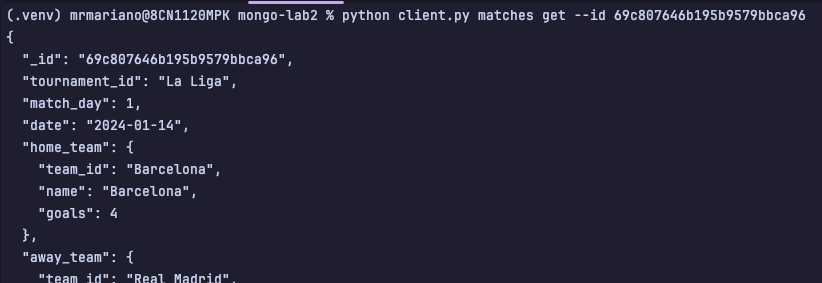 (.venv) mrmariano@8CN1120MPK mongo-lab2 % python client.py matches get --id 69c807646b195b9579bbca96
{
  "_id": "69c807646b195b9579bbca96",
  "tournament_id": "La Liga",
  "match_day": 1,
  "date": "2024-01-14",
  "home_team": {
    "team_id": "Barcelona",
    "name": "Barcelona",
    "goals": 4
  },
  "away_team": {
    "team_id": "Real Madrid",